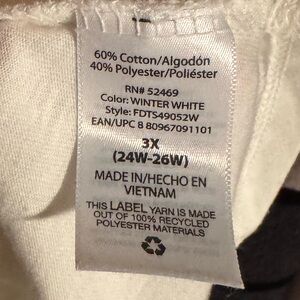 60% Cotton/Algodón
40% Polyester/Poliéster
RN# 52469
Color: WINTER WHITE
Style: FDTS49052W
EAN/UPC 8 80967091101
3X
(24W-26W)
MADE IN/HECHO EN
VIETNAM
THIS LABEL YARN IS MADE
OUT OF 100% RECYCLED
POLYESTER MATERIALS